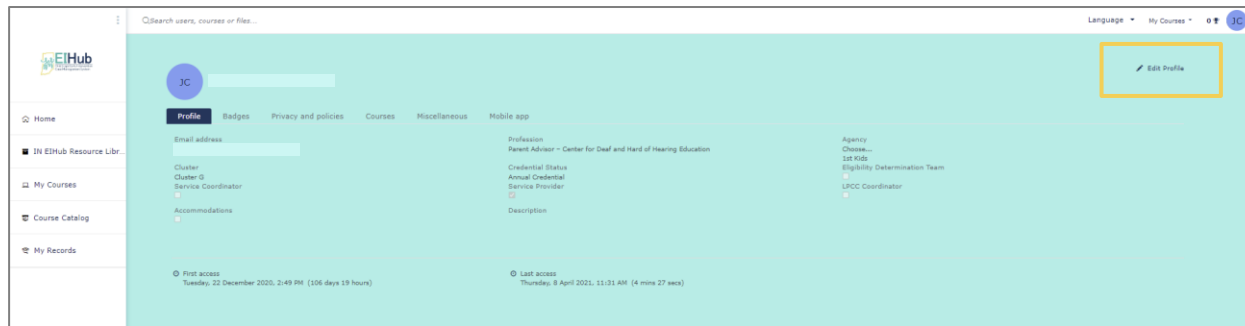 Search users, courses or files...
Language
My Courses
0
JC
EIHub
JC
Edit Profile
Home
IN EIHub Resource Libr...
My Courses
Course Catalog
My Records
Profile
Badges
Privacy and policies
Courses
Miscellaneous
Mobile app
Email address
Profession
Parent Advisor – Center for Deaf and Hard of Hearing Education
Agency
Choose...
1st Kids
Cluster
Cluster G
Credential Status
Annual Credential
Eligibility Determination Team
Service Coordinator
Service Provider
LPCC Coordinator
Accommodations
Description
First access
Tuesday, 22 December 2020, 2:49 PM (106 days 19 hours)
Last access
Thursday, 8 April 2021, 11:31 AM (4 mins 27 secs)